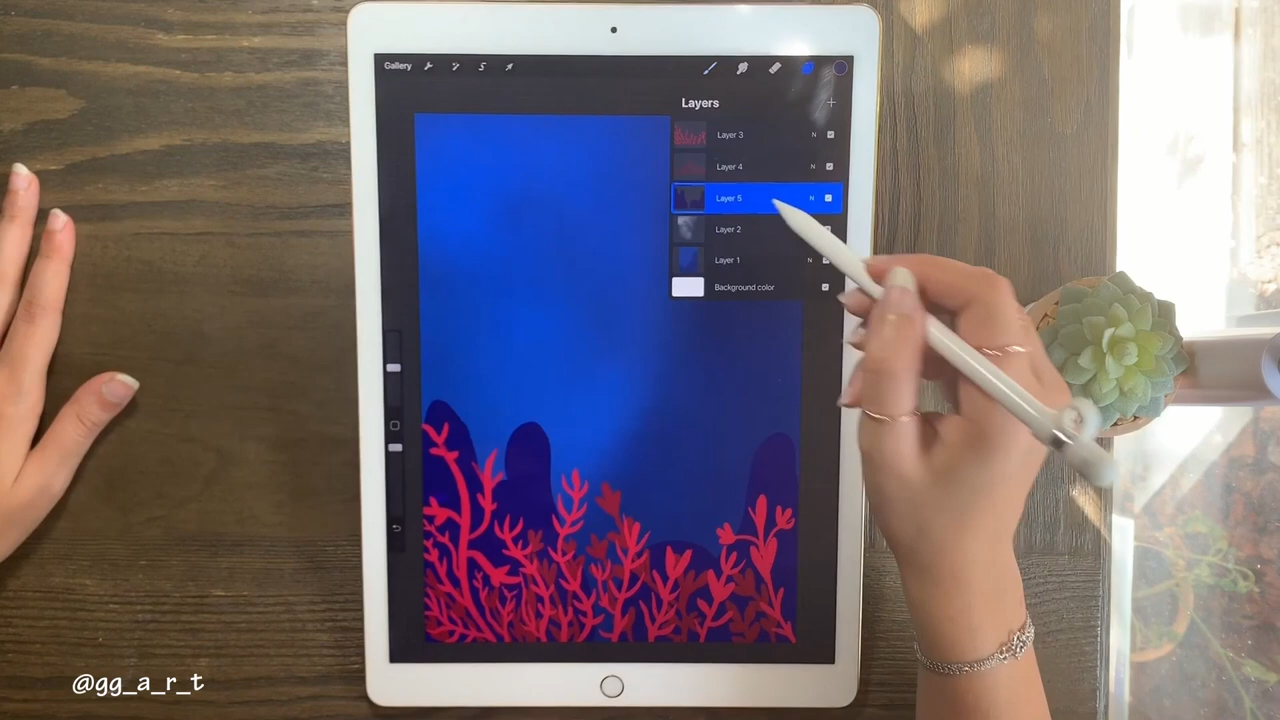 Gallery
Layers
Layer 3 N
Layer 4 N
Layer 5 N
Layer 2
Layer 1 N
Background color
@gg_a_r_t